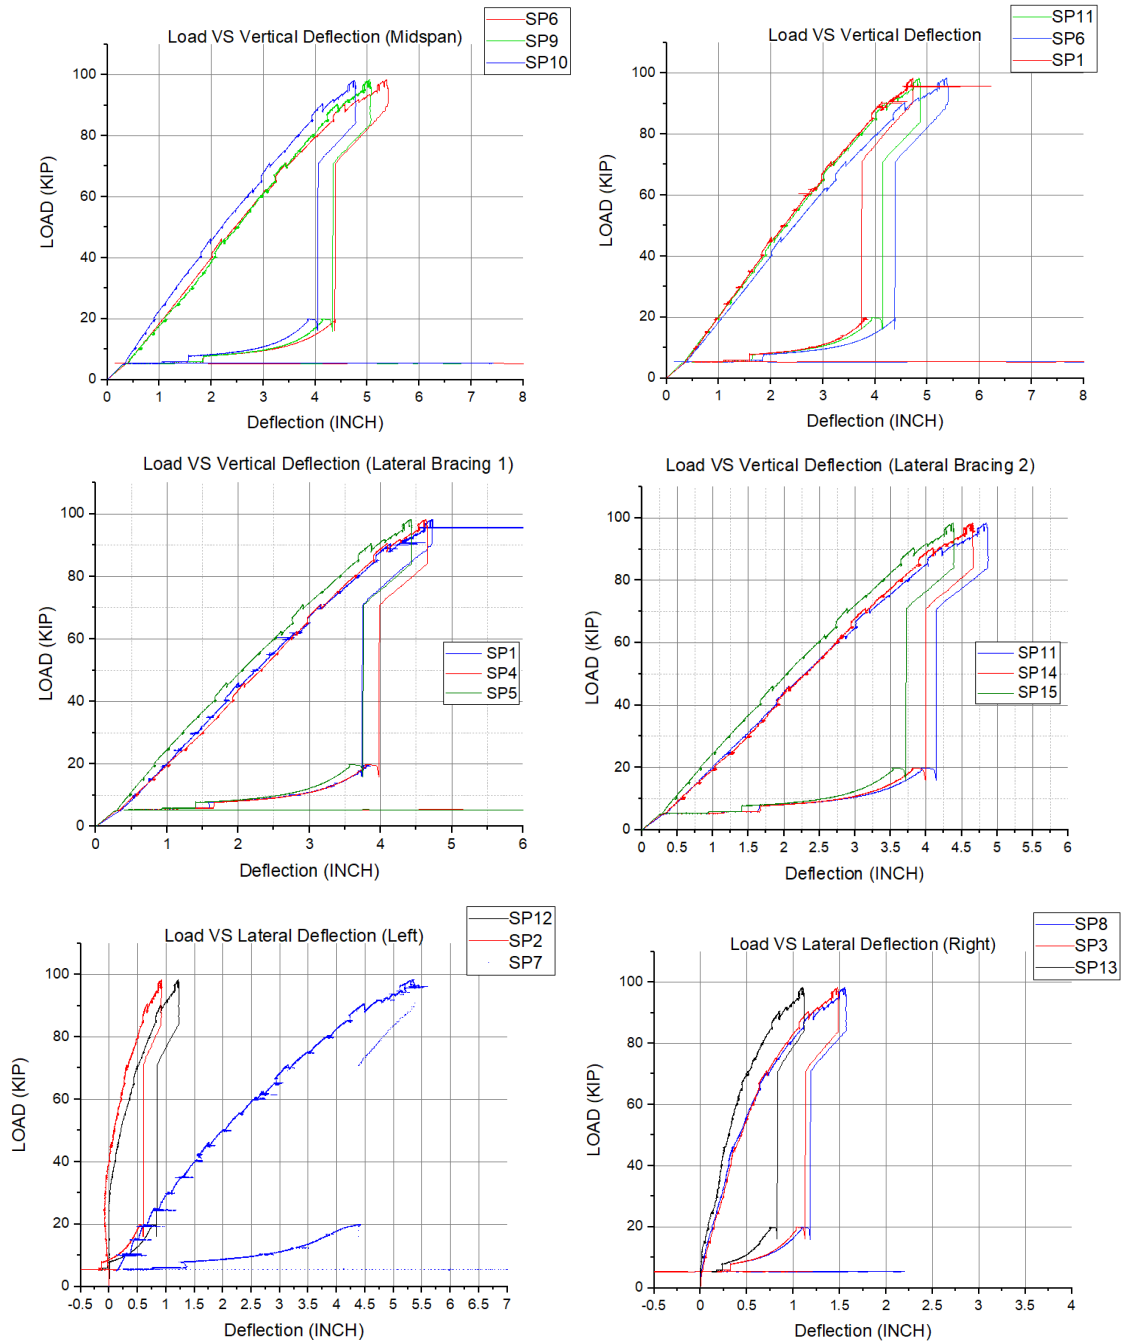 Load VS Vertical Deflection (Midspan)
SP6
SP9
SP10
LOAD (KIP)
100
80
60
40
20
0
0 1 2 3 4 5 6 7 8
Deflection (INCH)
Load VS Vertical Deflection
SP11
SP6
SP1
LOAD (KIP)
100
80
60
40
20
0
0 1 2 3 4 5 6 7 8
Deflection (INCH)
Load VS Vertical Deflection (Lateral Bracing 1)
LOAD (KIP)
100
80
60
40
20
0
SP1
SP4
SP5
0 1 2 3 4 5 6
Deflection (INCH)
Load VS Vertical Deflection (Lateral Bracing 2)
LOAD (KIP)
100
80
60
40
20
0
SP11
SP14
SP15
0 0.5 1 1.5 2 2.5 3 3.5 4 4.5 5 5.5 6
Deflection (INCH)
Load VS Lateral Deflection (Left)
SP12
SP2
SP7
LOAD (KIP)
100
80
60
40
20
0
-0.5 0 0.5 1 1.5 2 2.5 3 3.5 4 4.5 5 5.5 6 6.5 7
Deflection (INCH)
Load VS Lateral Deflection (Right)
SP8
SP3
SP13
LOAD (KIP)
100
80
60
40
20
0
-0.5 0 0.5 1 1.5 2 2.5 3 3.5 4
Deflection (INCH)